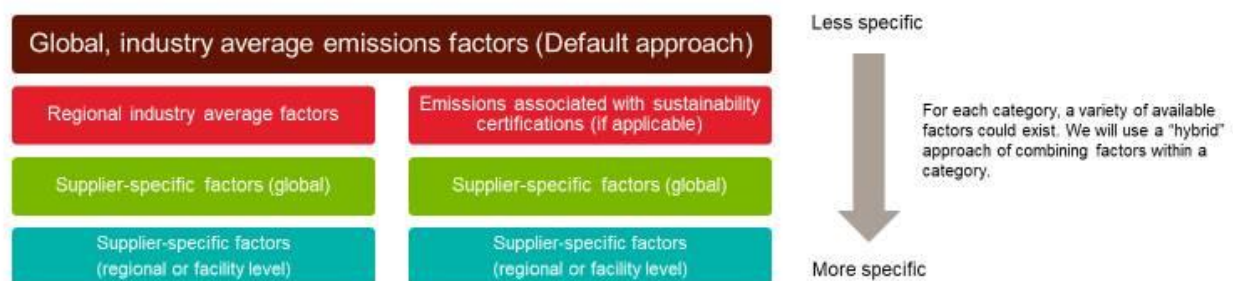 Global, industry average emissions factors (Default approach)
Less specific
Regional industry average factors
Emissions associated with sustainability
certifications (if applicable)
For each category, a variety of available
factors could exist. We will use a “hybrid”
approach of combining factors within a
category.
Supplier-specific factors (global)
Supplier-specific factors (global)
Supplier-specific factors
(regional or facility level)
Supplier-specific factors
(regional or facility level)
More specific